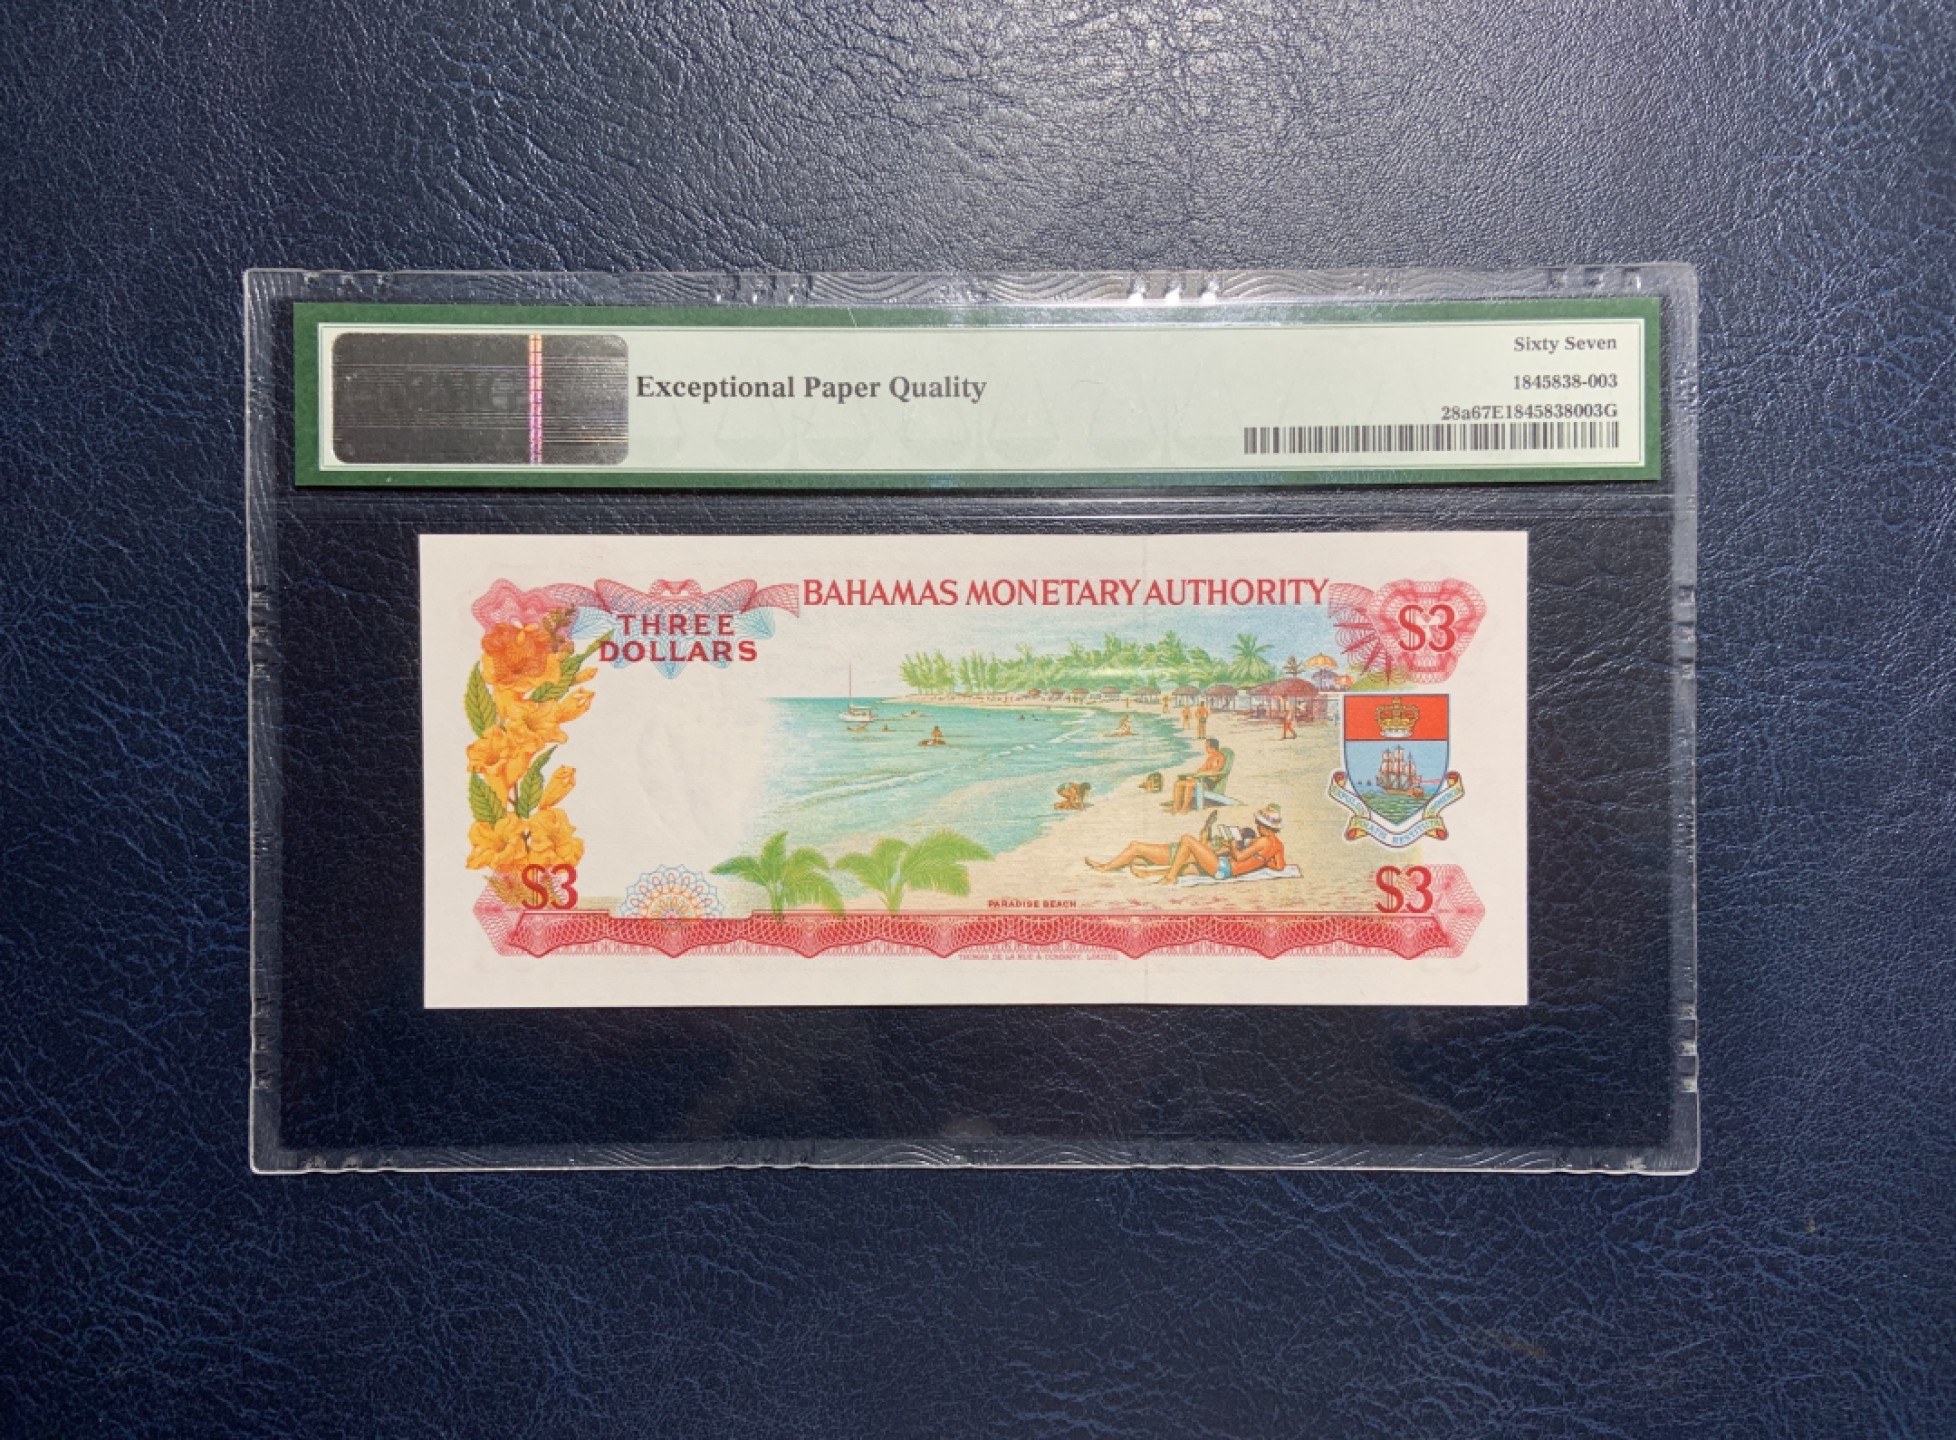 Sixty Seven
Exceptional Paper Quality
1845838-003
28a67E1845838003G
BAHAMAS MONETARY AUTHORITY
THREE
DOLLARS
$3
$3
$3
PARADISE BEACH
THOMAS DE LA RUE & COMPANY, LIMITED